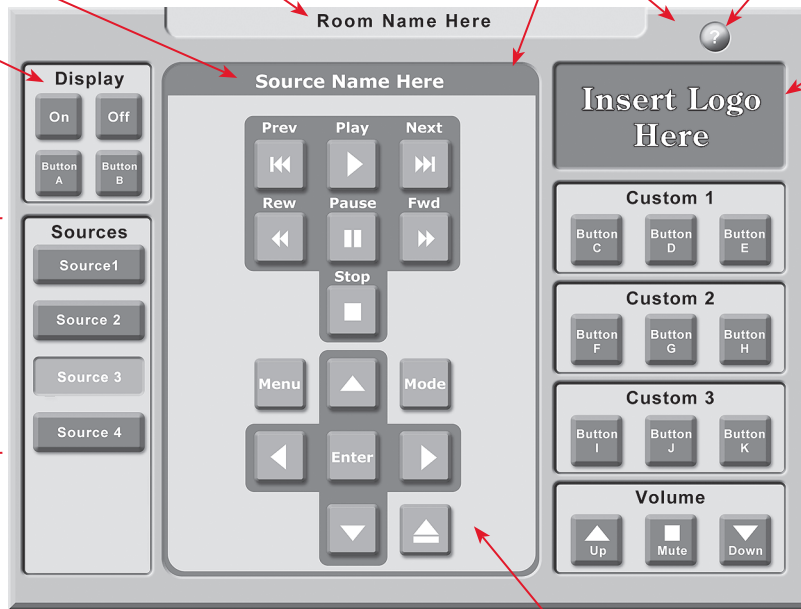 Room Name Here
?
Display
On Off
Button A Button B
Sources
Source1
Source 2
Source 3
Source 4
Source Name Here
Prev Play Next
Rew Pause Fwd
Stop
Menu Mode
Enter
Insert Logo
Here
Custom 1
Button C Button D Button E
Custom 2
Button F Button G Button H
Custom 3
Button I Button J Button K
Volume
Up Mute Down